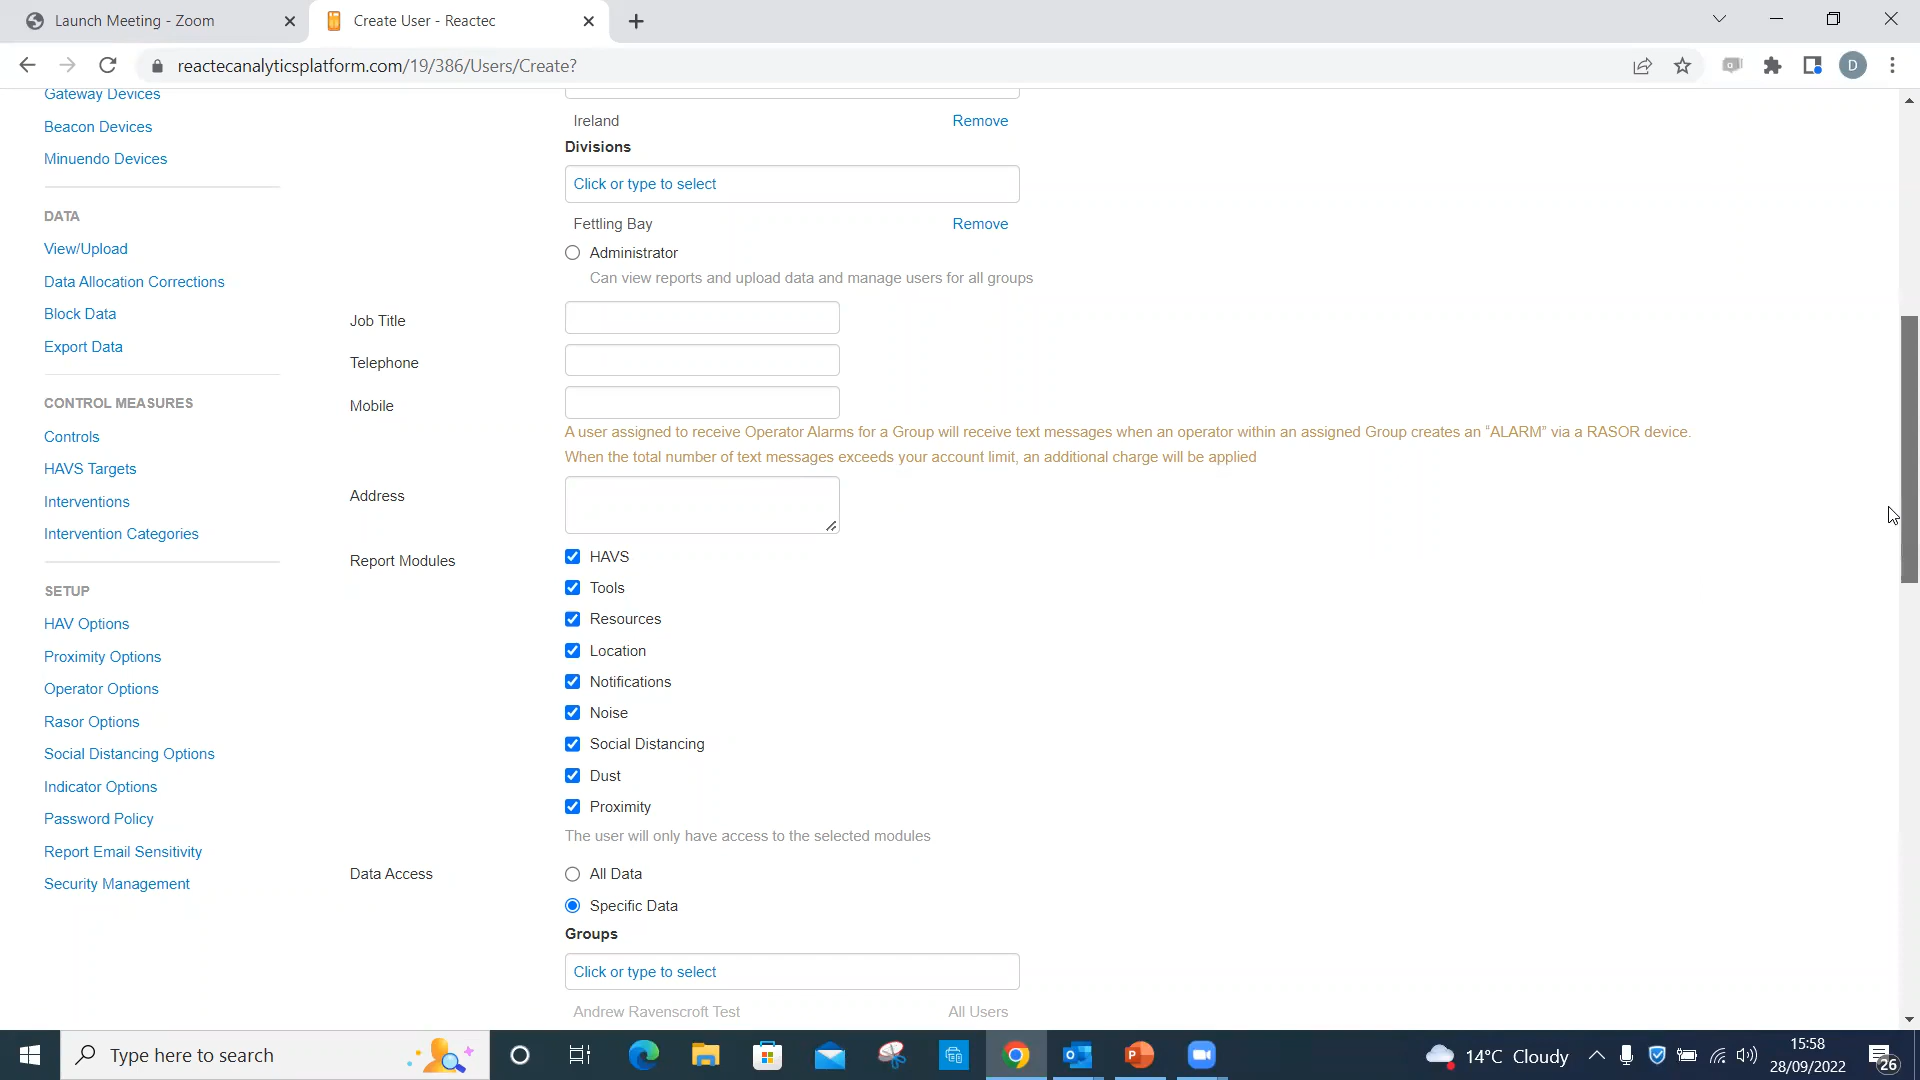 Launch Meeting - Zoom
Create User - Reactec
reactecanalyticsplatform.com/19/386/Users/Create?
D
Gateway Devices
Beacon Devices
Minuendo Devices
DATA
View/Upload
Data Allocation Corrections
Block Data
Export Data
CONTROL MEASURES
Controls
HAVS Targets
Interventions
Intervention Categories
SETUP
HAV Options
Proximity Options
Operator Options
Rasor Options
Social Distancing Options
Indicator Options
Password Policy
Report Email Sensitivity
Security Management
Ireland Remove
Divisions
Click or type to select
Fettling Bay Remove
Administrator
Can view reports and upload data and manage users for all groups
Job Title
Telephone
Mobile
A user assigned to receive Operator Alarms for a Group will receive text messages when an operator within an assigned Group creates an “ALARM” via a RASOR device.
When the total number of text messages exceeds your account limit, an additional charge will be applied
Address
Report Modules
HAVS
Tools
Resources
Location
Notifications
Noise
Social Distancing
Dust
Proximity
The user will only have access to the selected modules
Data Access
All Data
Specific Data
Groups
Click or type to select
Andrew Ravenscroft Test All Users
Type here to search
14°C Cloudy
15:58
28/09/2022
26